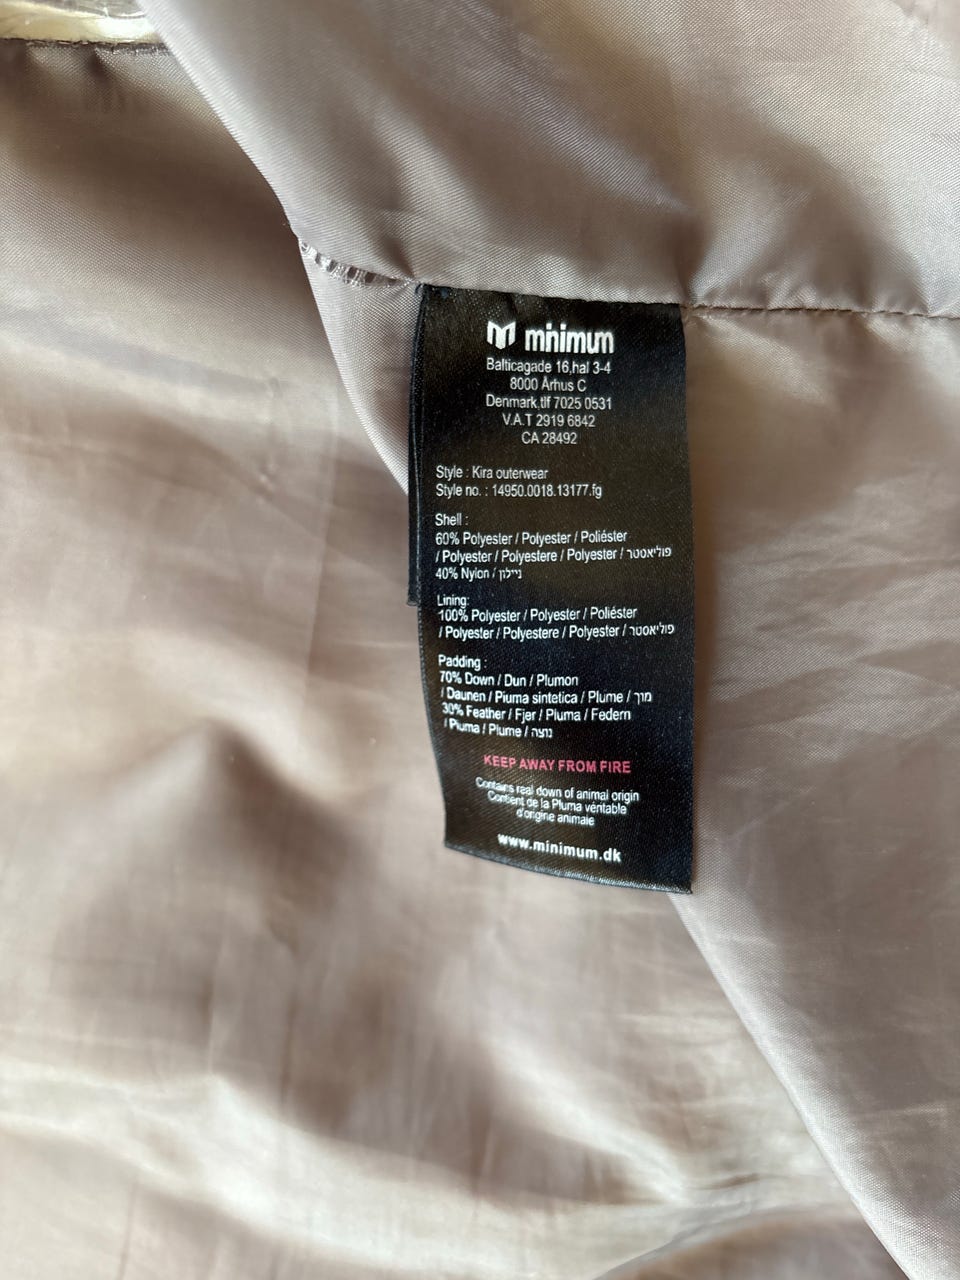 minimum
Balticagade 16,hal 3-4
8000 Århus C
Denmark,tlf 7025 0531
V.A.T 2919 6842
CA 28492
Style : Kira outerwear
Style no. : 14950.0018.13177.fg
Shell :
60% Polyester / Polyester / Poliéster
/ Polyester / Polyestere / Polyester / פוליאסטר
40% Nylon / ניילון
Lining:
100% Polyester / Polyester / Poliéster
/ Polyester / Polyestere / Polyester / פוליאסטר
Padding :
70% Down / Dun / Plumon
/ Daunen / Piuma sintetica / Plume / מוך
30% Feather / Fjer / Pluma / Federn
/ Piuma / Plume / נוצה
KEEP AWAY FROM FIRE
Contains real down of animal origin
Contient de la Pluma véritable
d'origine animale
www.minimum.dk